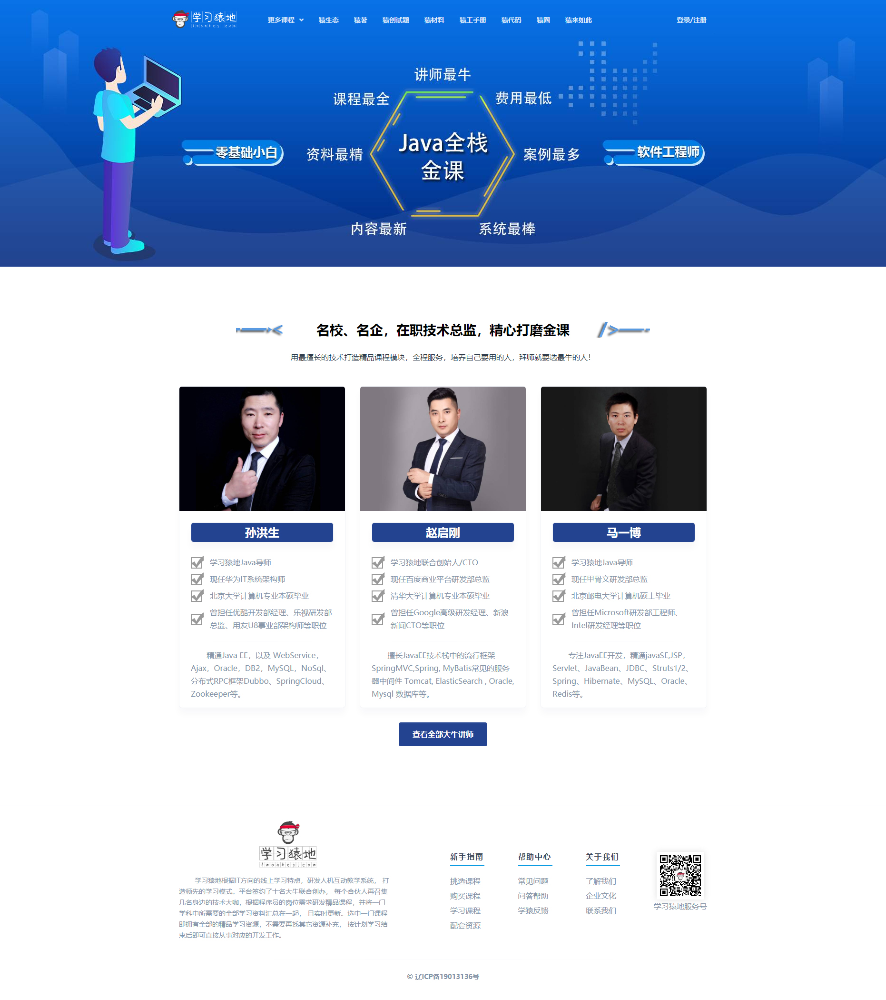 学习猿地
imonkey.com
更多课程
猿生态
猿著
猿创试题
猿材料
猿工手册
猿代码
猿圈
猿来如此
登录/注册
讲师最牛
课程最全
费用最低
零基础小白
资料最精
Java全栈
金课
案例最多
软件工程师
内容最新
系统最棒
名校、名企，在职技术总监，精心打磨金课
用最擅长的技术打造精品课程模块，全程服务，培养自己要用的人，拜师就要选最牛的人！
孙洪生
学习猿地Java导师
现任华为IT系统架构师
北京大学计算机专业本硕毕业
曾担任优酷开发部经理、乐视研发部
总监、用友U8事业部架构师等职位
精通Java EE，以及 WebService，
Ajax，Oracle，DB2，MySQL，NoSql、
分布式RPC框架Dubbo、SpringCloud、
Zookeeper等。
赵启刚
学习猿地联合创始人/CTO
现任百度商业平台研发部总监
清华大学计算机专业本硕毕业
曾担任Google高级研发经理、新浪
新闻CTO等职位
擅长JavaEE技术栈中的流行框架
SpringMVC,Spring, MyBatis常见的服务
器中间件 Tomcat, ElasticSearch , Oracle,
Mysql 数据库等。
马一博
学习猿地Java导师
现任甲骨文研发部总监
北京邮电大学计算机硕士毕业
曾担任Microsoft研发部工程师、
Intel研发经理等职位
专注JavaEE开发，精通javaSE,JSP，
Servlet、JavaBean、JDBC、Struts1/2、
Spring、Hibernate、MySQL、Oracle、
Redis等。
查看全部大牛讲师
学习猿地
imonkey.com
学习猿地根据IT方向的线上学习特点，研发人机互动教学系统， 打
造领先的学习模式。平台签约了十名大牛联合创办， 每个合伙人再召集
几名身边的技术大咖，根据程序员的岗位需求研发精品课程，并将一门
学科中所需要的全部学习资料汇总在一起， 且实时更新。选中一门课程
即拥有全部的精品学习资源，不需要再找其它资源补充， 按计划学习结
束后即可直接从事对应的开发工作。
新手指南
挑选课程
购买课程
学习课程
配套资源
帮助中心
常见问题
问答帮助
学猿反馈
关于我们
了解我们
企业文化
联系我们
学习猿地服务号
© 辽ICP备19013136号